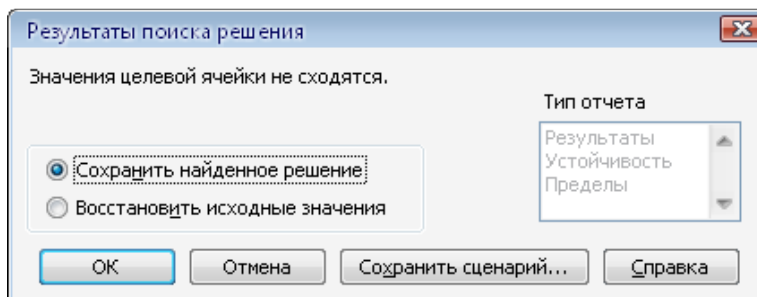 Результаты поиска решения
Значения целевой ячейки не сходятся.
Тип отчета
Результаты
Устойчивость
Пределы
Сохранить найденное решение
Восстановить исходные значения
ОК
Отмена
Сохранить сценарий...
Справка